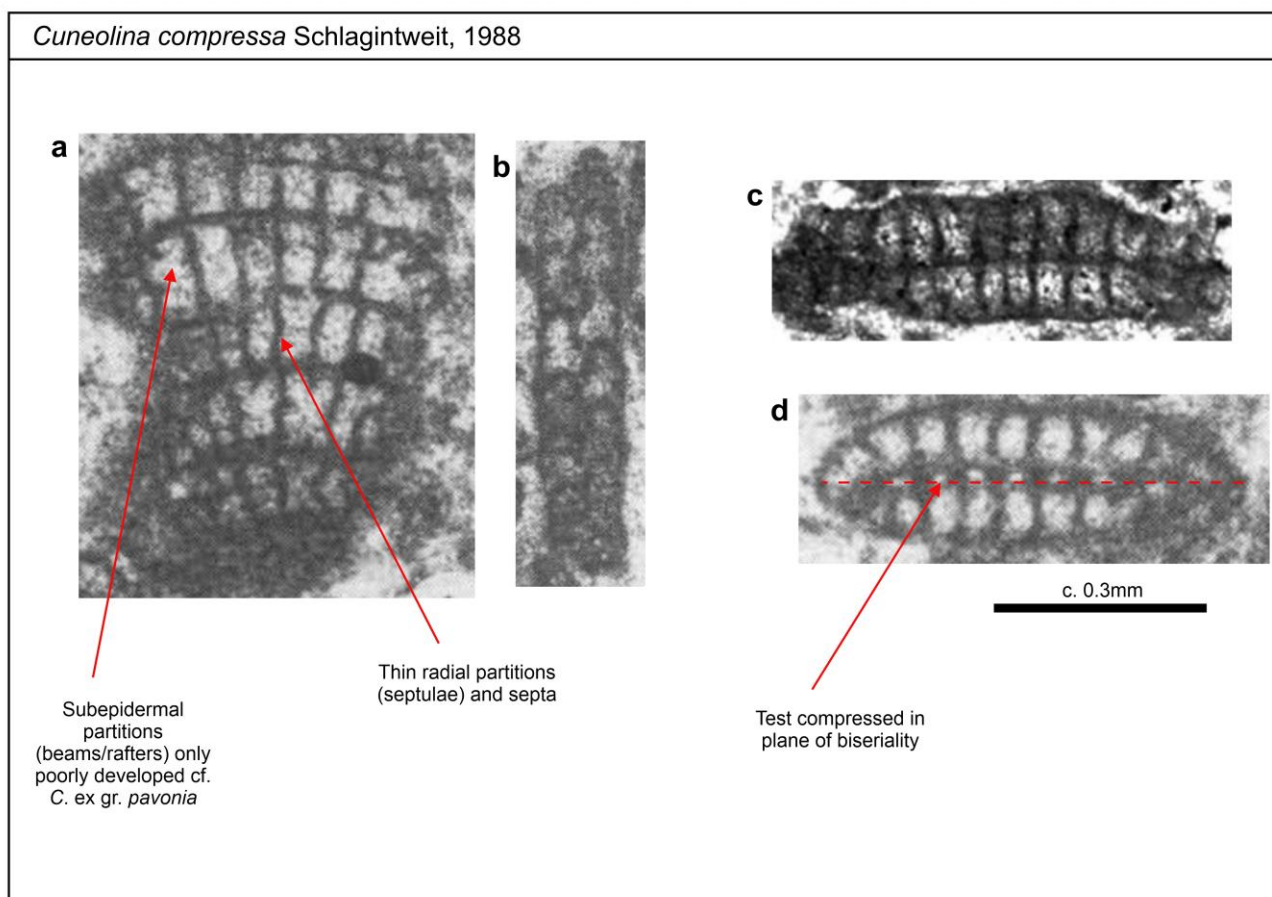 Cuneolina compressa Schlagintweit, 1988
a
b
c
d
c. 0.3mm
Thin radial partitions
(septulae) and septa
Subepidermal
partitions
(beams/rafters) only
poorly developed cf.
C. ex gr. pavonia
Test compressed in
plane of biseriality